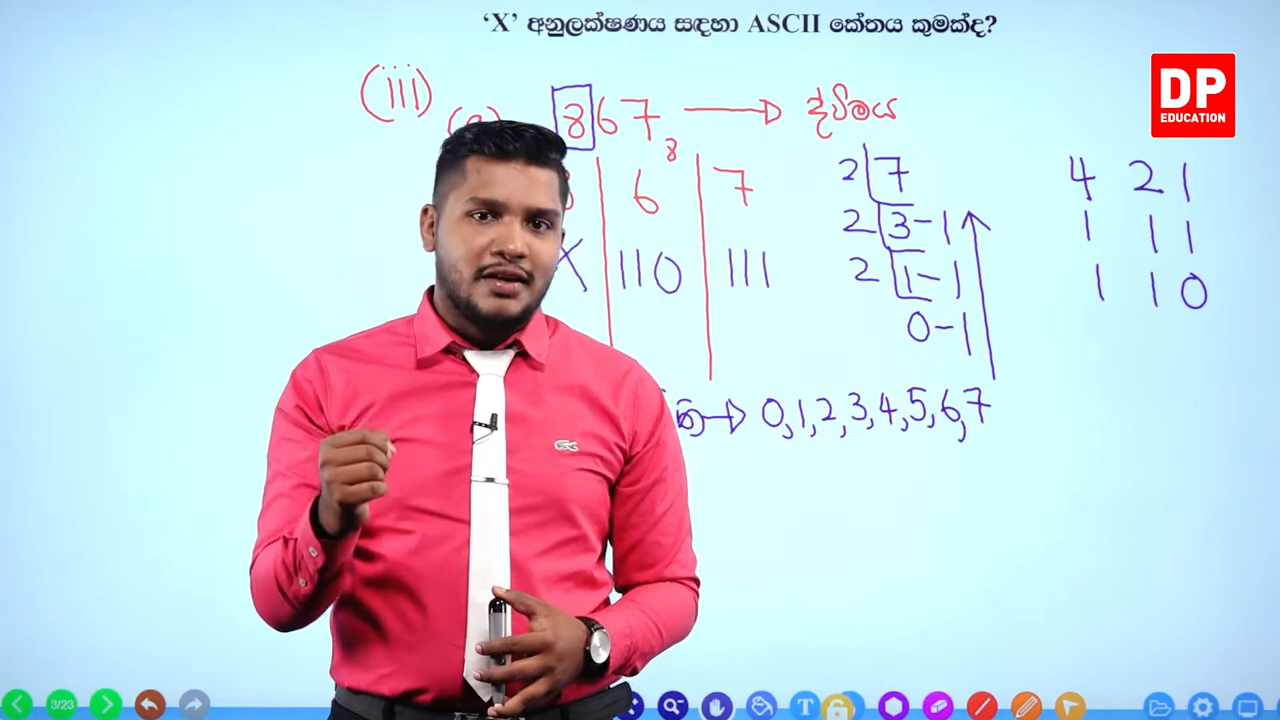 ‘X’ අනුලක්ෂණය සඳහා ASCII කේතය කුමක්ද?
DP
EDUCATION
(iii)
867₈ → ද්විමය
6 | 7
X | 110 | 111
2 7
2 3-1
2 1-1
0-1
4 2 1
1 1 1
1 1 0
→ 0,1,2,3,4,5,6,7
3/23
T